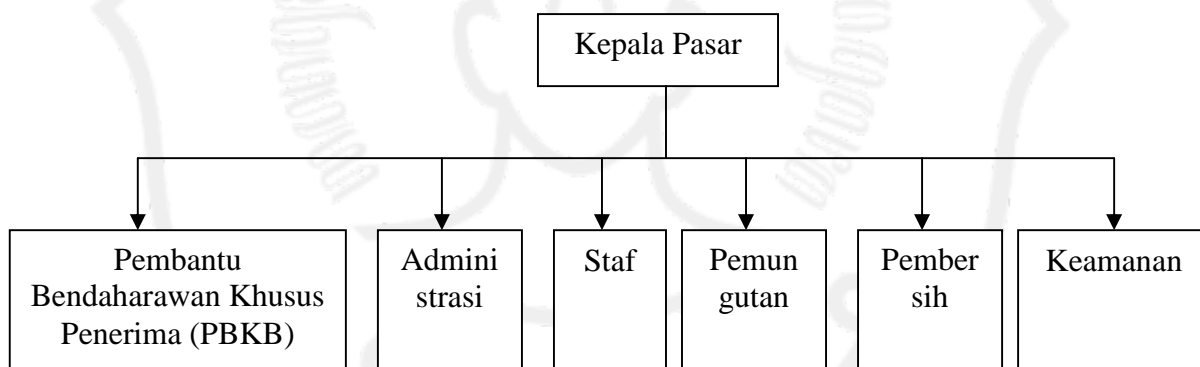 Kepala Pasar
Pembantu
Bendaharawan Khusus
Penerima (PBKB)
Admini
strasi
Staf
Pemun
gutan
Pember
sih
Keamanan